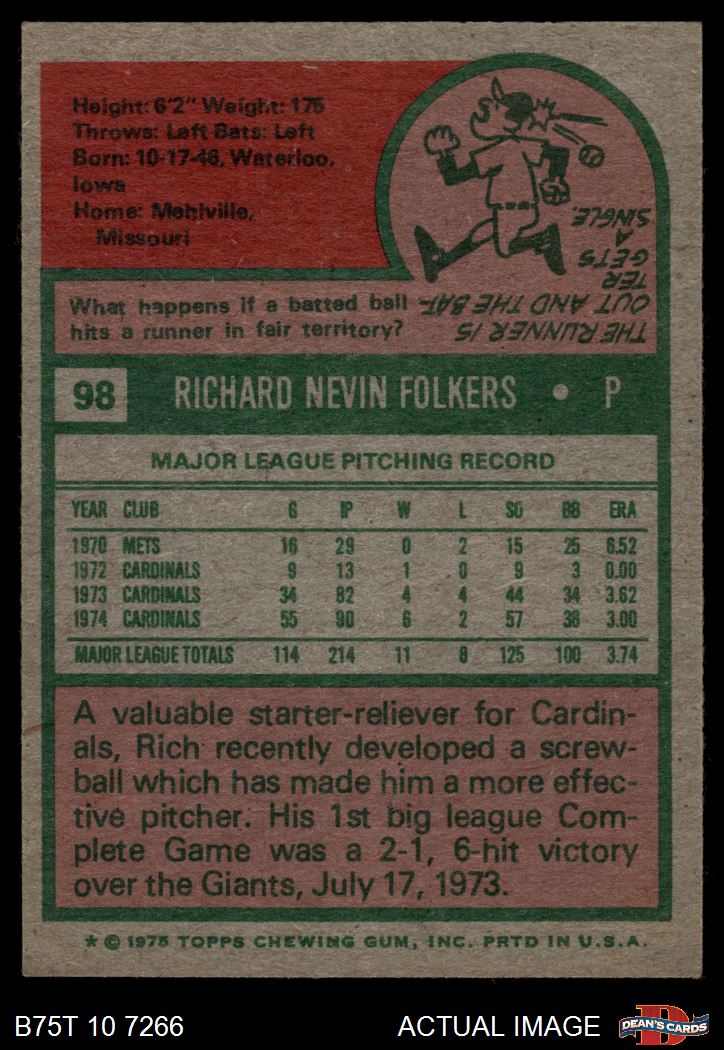 Height: 6'2" Weight: 175
Throws: Left Bats: Left
Born: 10-17-46, Waterloo,
Iowa
Home: Mehlville,
Missouri
What happens if a batted ball
hits a runner in fair territory?
THE RUNNER IS
OUT AND THE BAT-
TER
GETS
A
SINGLE.
98 RICHARD NEVIN FOLKERS • P
MAJOR LEAGUE PITCHING RECORD
YEAR CLUB G IP W L SO BB ERA
1970 METS 16 29 0 2 15 25 6.52
1972 CARDINALS 9 13 1 0 9 3 0.00
1973 CARDINALS 34 82 4 4 44 34 3.62
1974 CARDINALS 55 90 6 2 57 38 3.00
MAJOR LEAGUE TOTALS 114 214 11 8 125 100 3.74
A valuable starter-reliever for Cardin-
als, Rich recently developed a screw-
ball which has made him a more effec-
tive pitcher. His 1st big league Com-
plete Game was a 2-1, 6-hit victory
over the Giants, July 17, 1973.
* © 1975 TOPPS CHEWING GUM, INC. PRTD IN U.S.A.
B75T 10 7266 ACTUAL IMAGE D DEAN'S CARDS